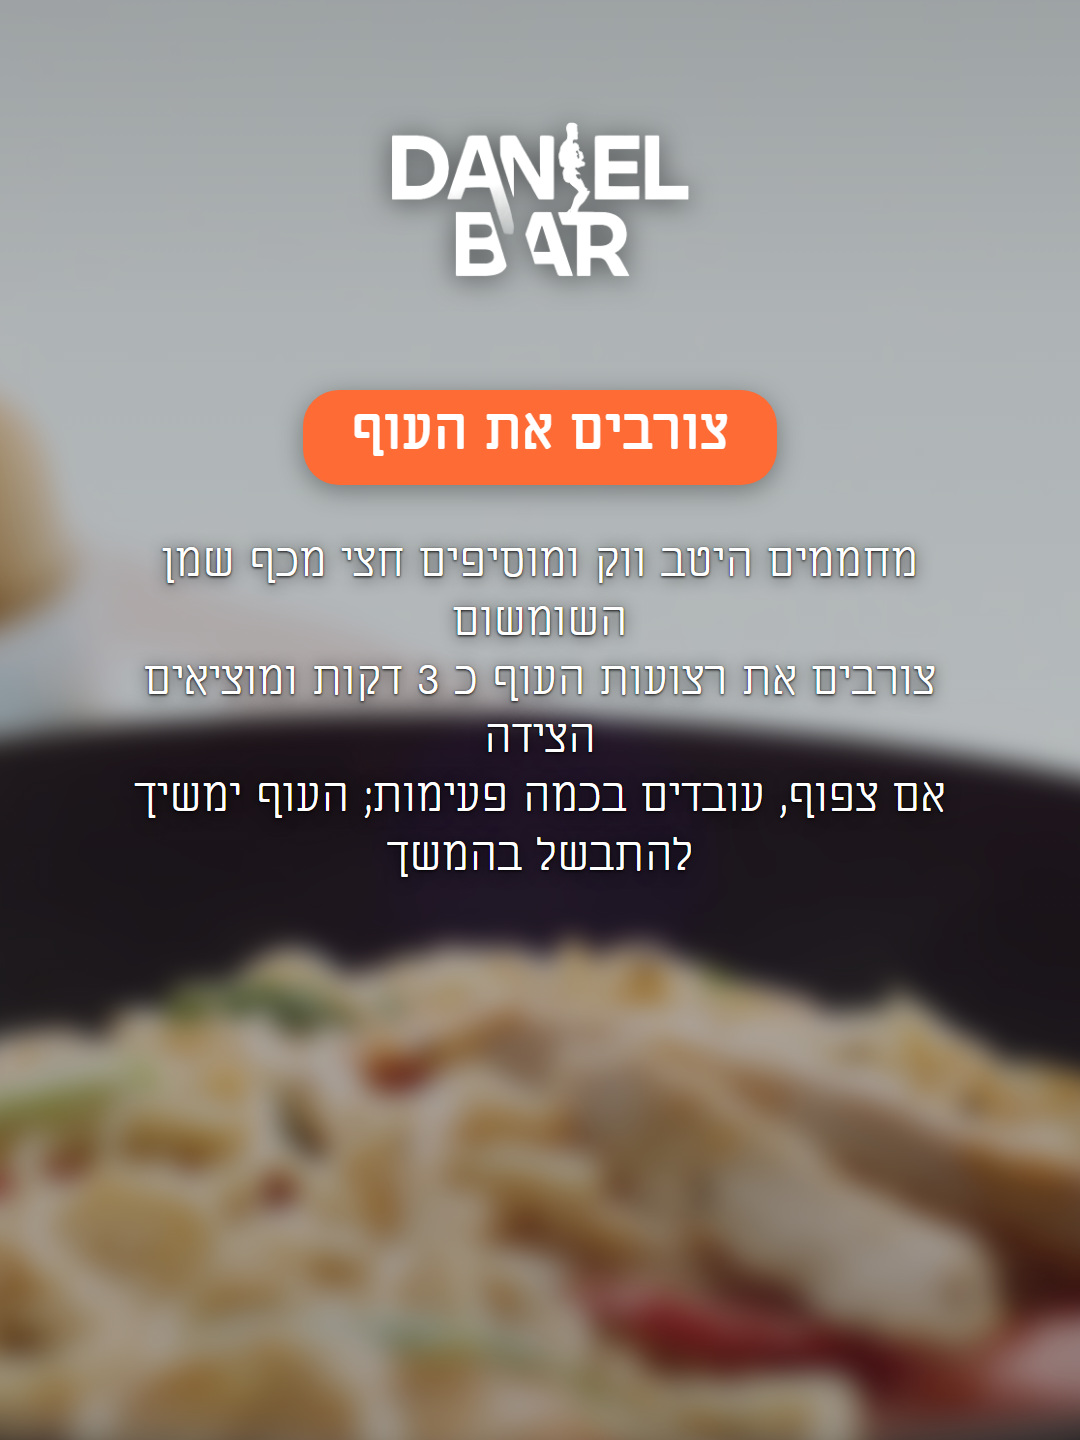 DANIEL
BAR
צורבים את העוף
מחממים היטב ווק ומוסיפים חצי מכף שמן
השומשום
צורבים את רצועות העוף כ 3 דקות ומוציאים
הצידה
אם צפוף, עובדים בכמה פעימות; העוף ימשיך
להתבשל בהמשך